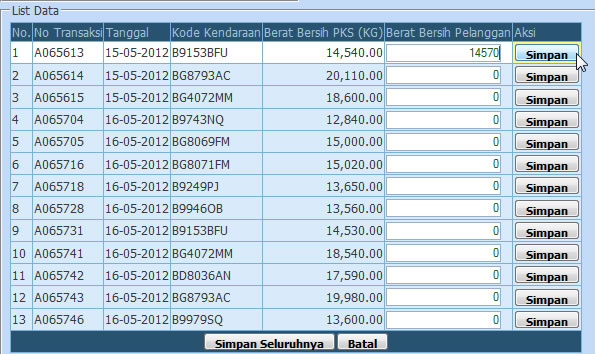 List Data
No. No Transaksi Tanggal Kode Kendaraan Berat Bersih PKS (KG) Berat Bersih Pelanggan Aksi
1 A065613 15-05-2012 B9153BFU 14,540.00 14570 Simpan
2 A065614 15-05-2012 BG8793AC 20,110.00 0 Simpan
3 A065615 15-05-2012 BG4072MM 18,600.00 0 Simpan
4 A065704 16-05-2012 B9743NQ 12,840.00 0 Simpan
5 A065705 16-05-2012 BG8069FM 15,000.00 0 Simpan
6 A065716 16-05-2012 BG8071FM 15,020.00 0 Simpan
7 A065718 16-05-2012 B9249PJ 13,650.00 0 Simpan
8 A065728 16-05-2012 B9946OB 13,560.00 0 Simpan
9 A065731 16-05-2012 B9153BFU 14,530.00 0 Simpan
10 A065741 16-05-2012 BG4072MM 18,540.00 0 Simpan
11 A065742 16-05-2012 BD8036AN 17,590.00 0 Simpan
12 A065743 16-05-2012 BG8793AC 19,980.00 0 Simpan
13 A065746 16-05-2012 B9979SQ 13,600.00 0 Simpan
Simpan Seluruhnya Batal